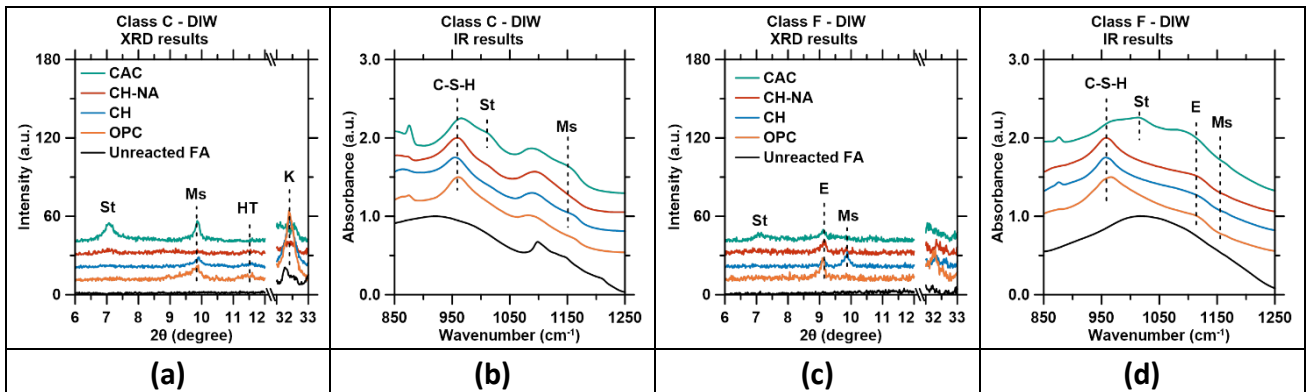 Class C - DIW
XRD results
180
120
60
0
Intensity (a.u.)
CAC
CH-NA
CH
OPC
Unreacted FA
St
Ms
HT
K
6 7 8 9 10 11 12 32 33
2θ (degree)
(a)
Class C - DIW
IR results
3.0
2.0
1.0
0.0
Absorbance (a.u.)
C-S-H
St
Ms
850 950 1050 1150 1250
Wavenumber (cm⁻¹)
(b)
Class F - DIW
XRD results
180
120
60
0
Intensity (a.u.)
CAC
CH-NA
CH
OPC
Unreacted FA
St
E
Ms
6 7 8 9 10 11 12 32 33
2θ (degree)
(c)
Class F - DIW
IR results
3.0
2.0
1.0
0.0
Absorbance (a.u.)
C-S-H
St
E
Ms
850 950 1050 1150 1250
Wavenumber (cm⁻¹)
(d)